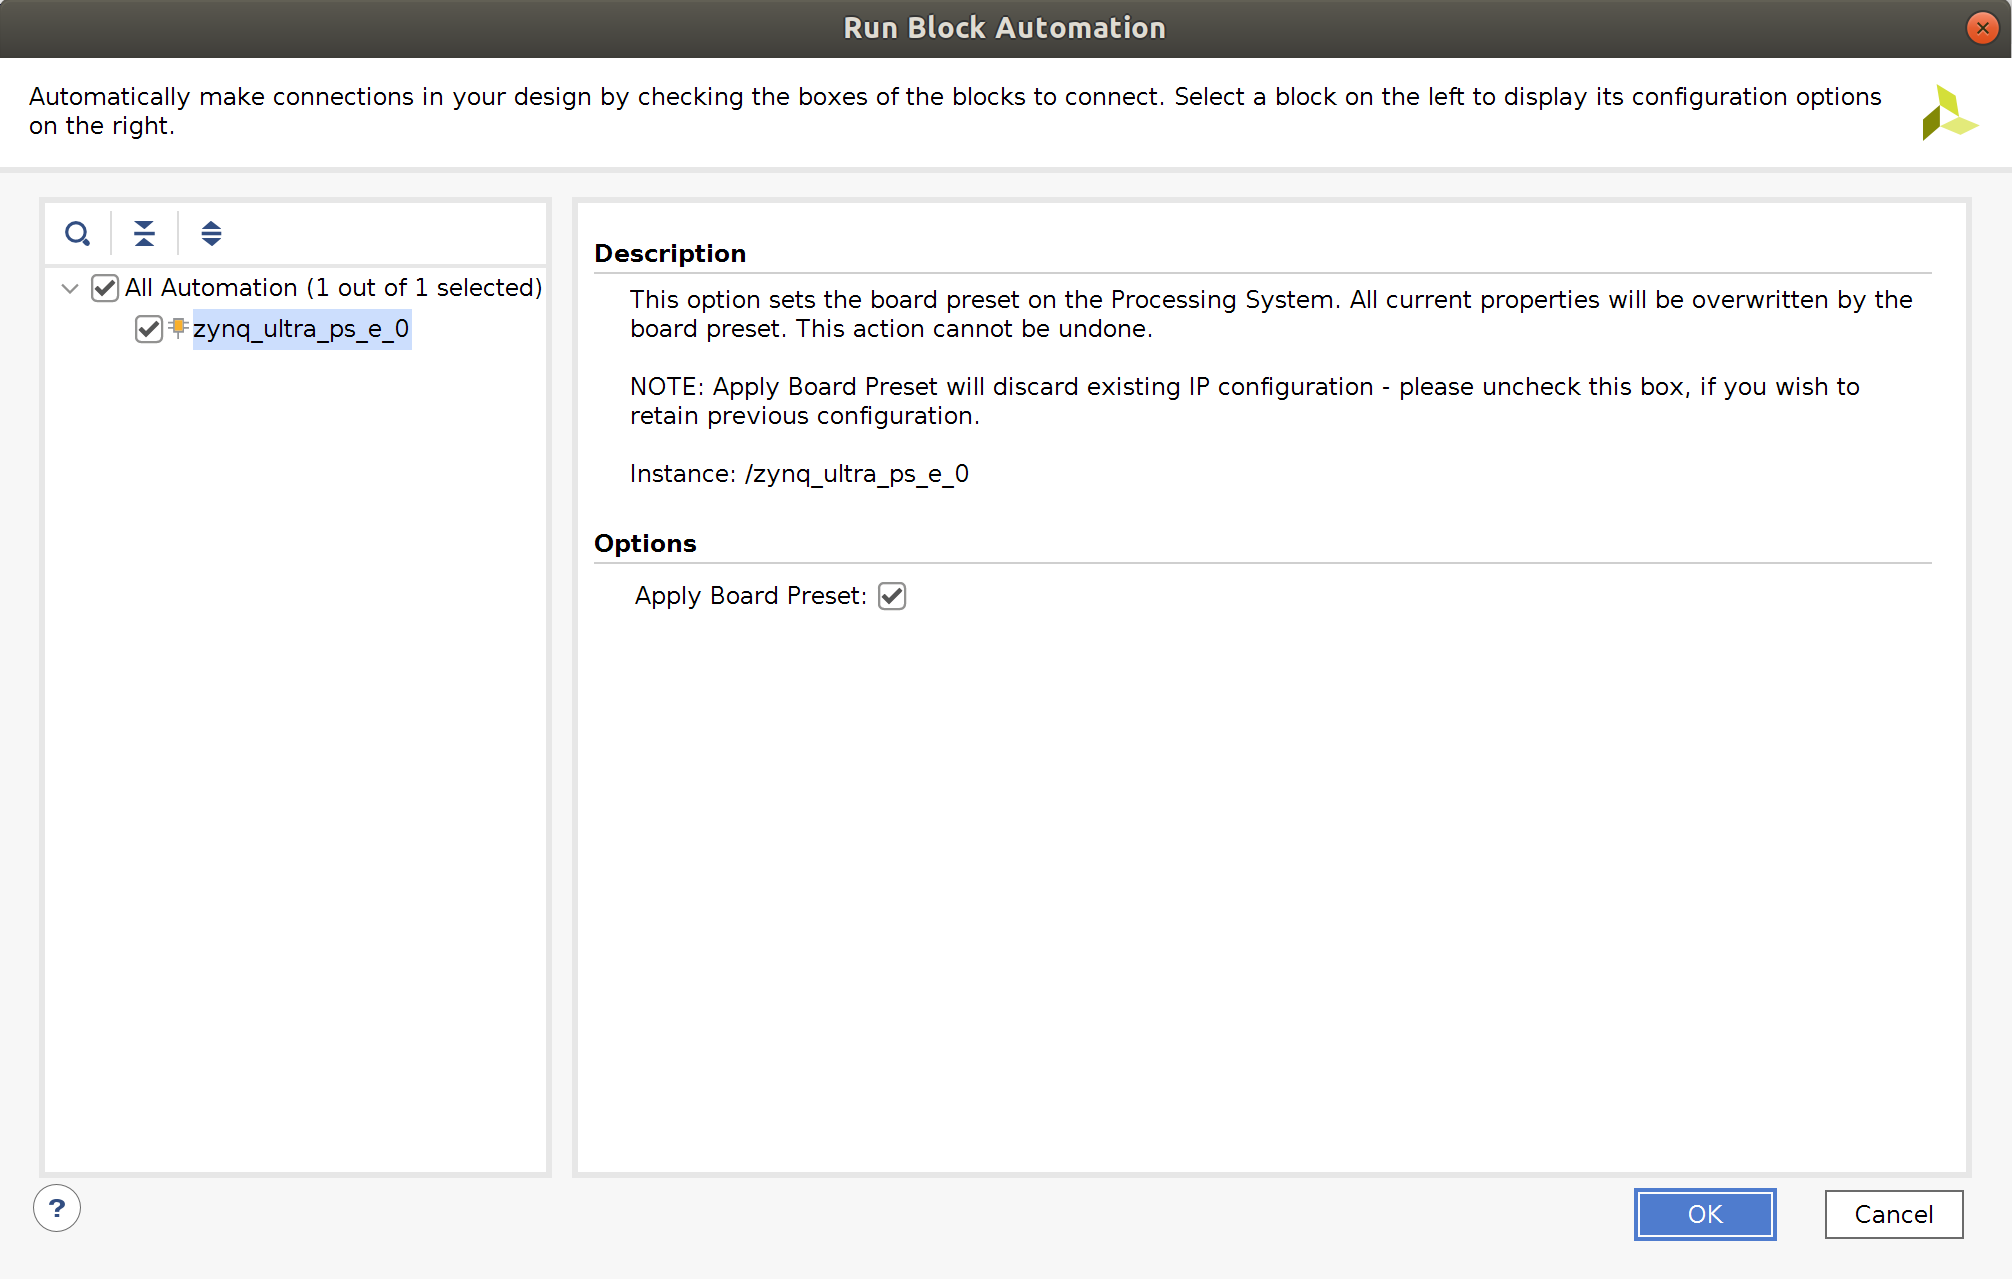 Run Block Automation
Automatically make connections in your design by checking the boxes of the blocks to connect. Select a block on the left to display its configuration options
on the right.
All Automation (1 out of 1 selected)
zynq_ultra_ps_e_0
Description
This option sets the board preset on the Processing System. All current properties will be overwritten by the
board preset. This action cannot be undone.
NOTE: Apply Board Preset will discard existing IP configuration - please uncheck this box, if you wish to
retain previous configuration.
Instance: /zynq_ultra_ps_e_0
Options
Apply Board Preset:
?
OK
Cancel